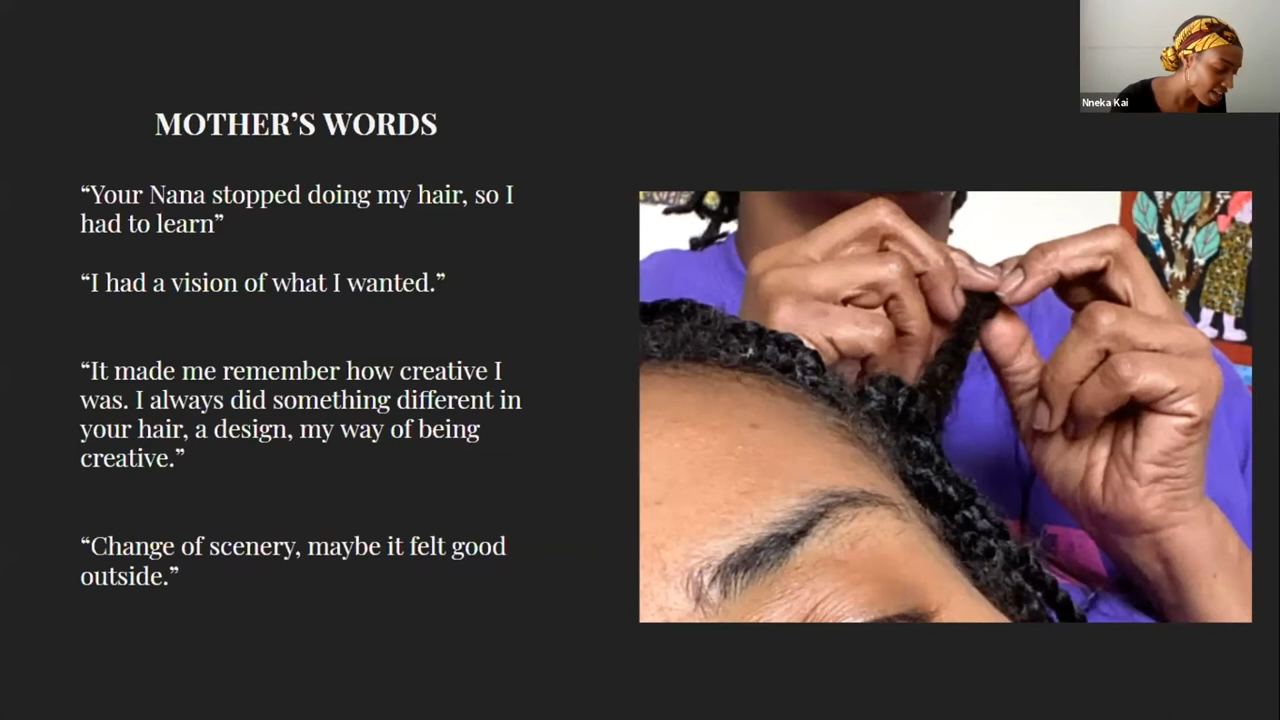 MOTHER’S WORDS
“Your Nana stopped doing my hair, so I
had to learn”
“I had a vision of what I wanted.”
“It made me remember how creative I
was. I always did something different in
your hair, a design, my way of being
creative.”
“Change of scenery, maybe it felt good
outside.”
Nneka Kai